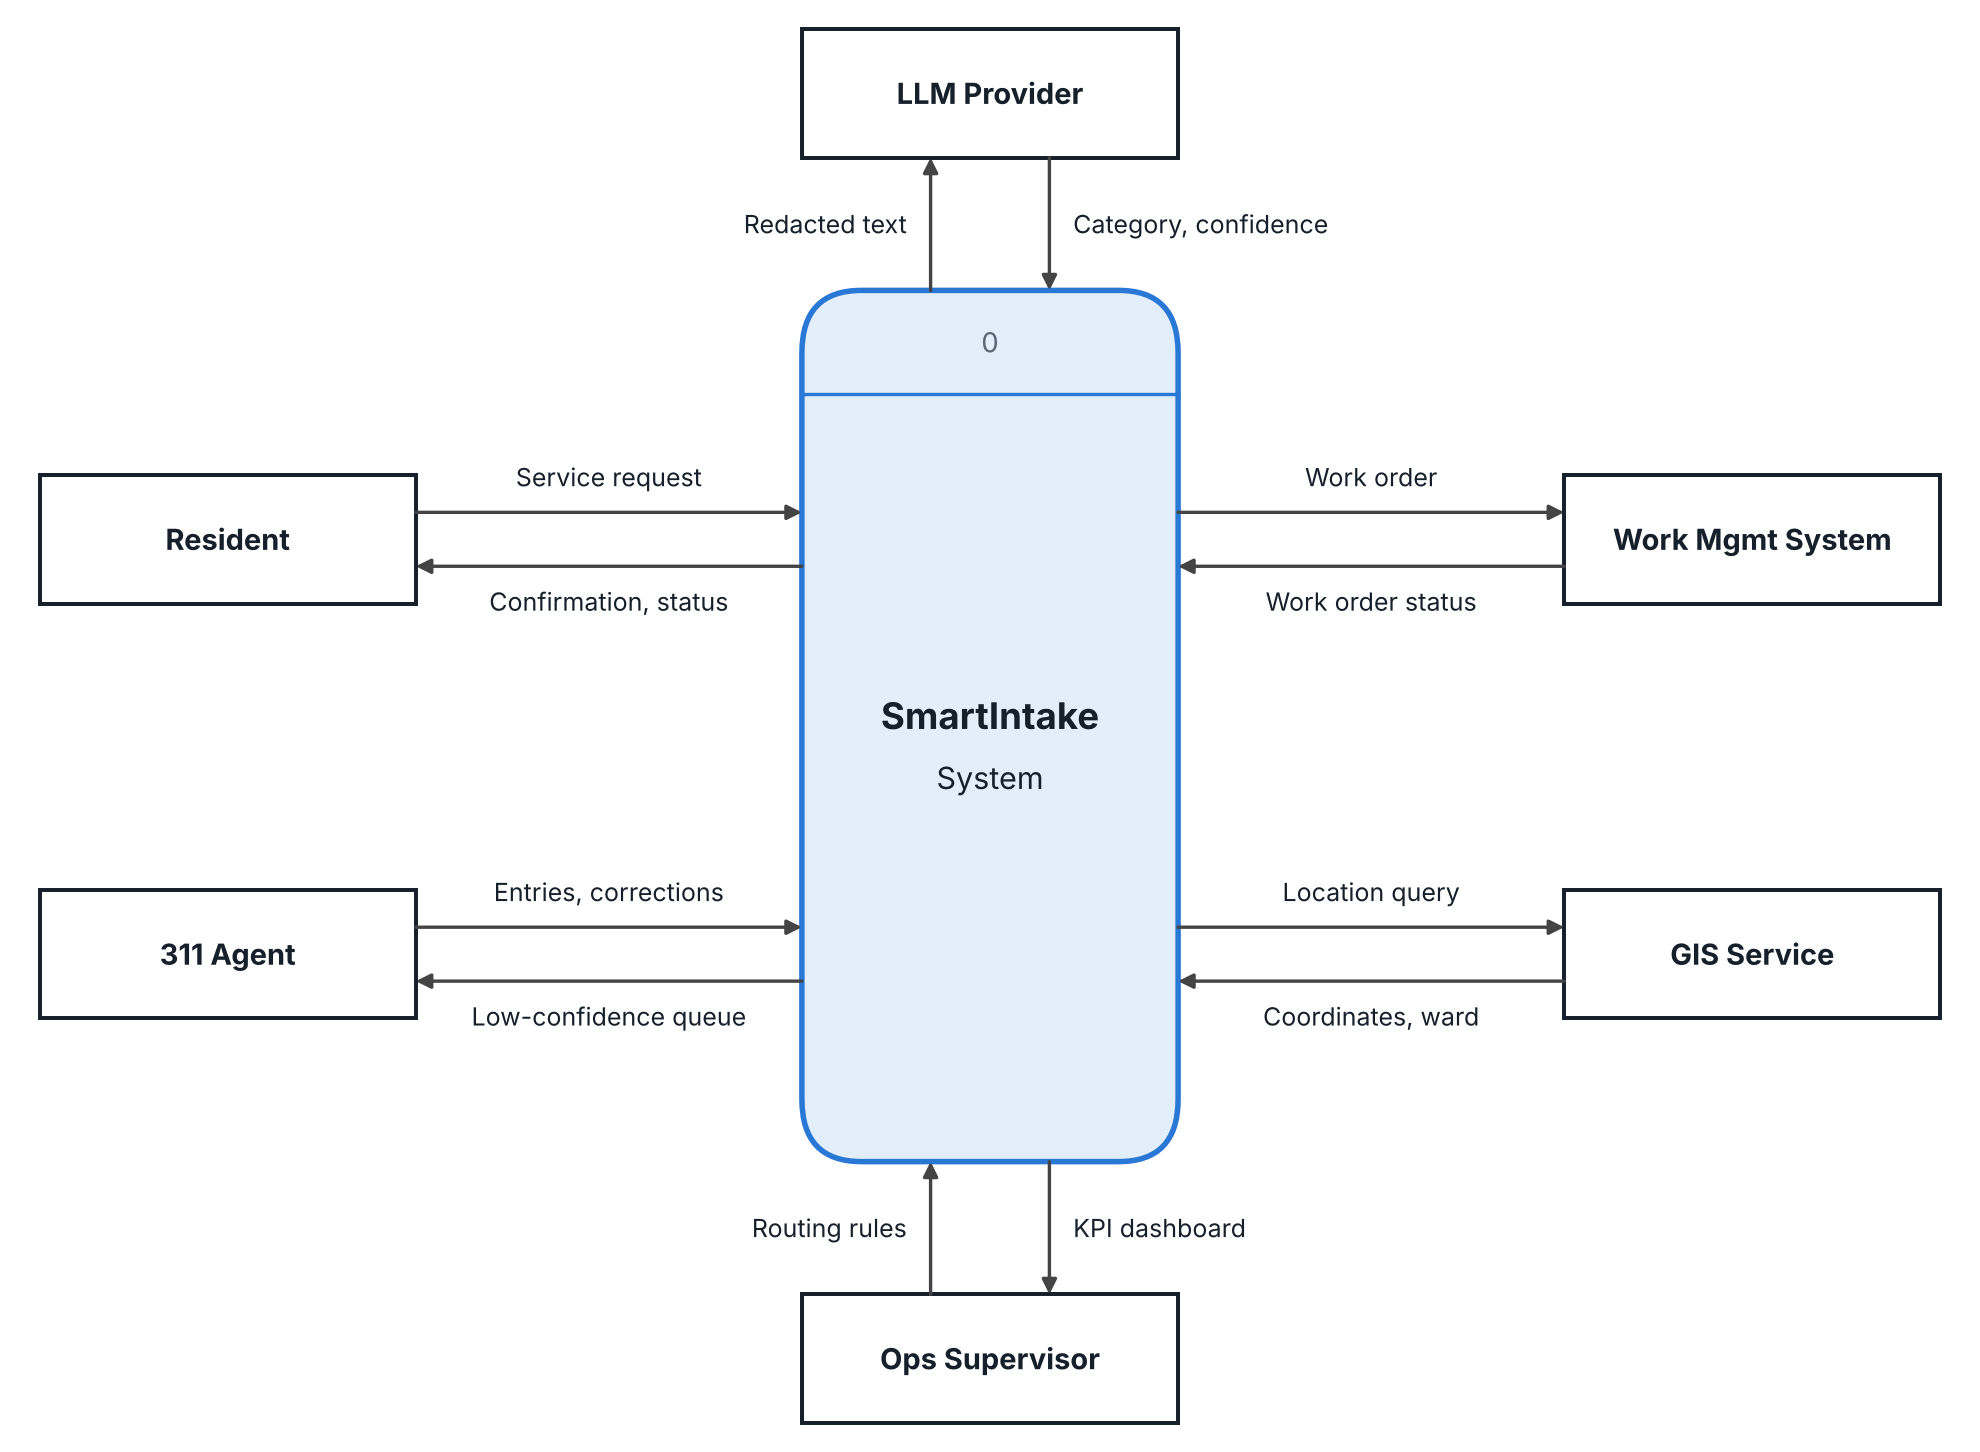 LLM Provider
Redacted text
Category, confidence
0
Service request
Work order
Resident
Work Mgmt System
Confirmation, status
Work order status
SmartIntake
System
Entries, corrections
Location query
311 Agent
GIS Service
Low-confidence queue
Coordinates, ward
Routing rules
KPI dashboard
Ops Supervisor